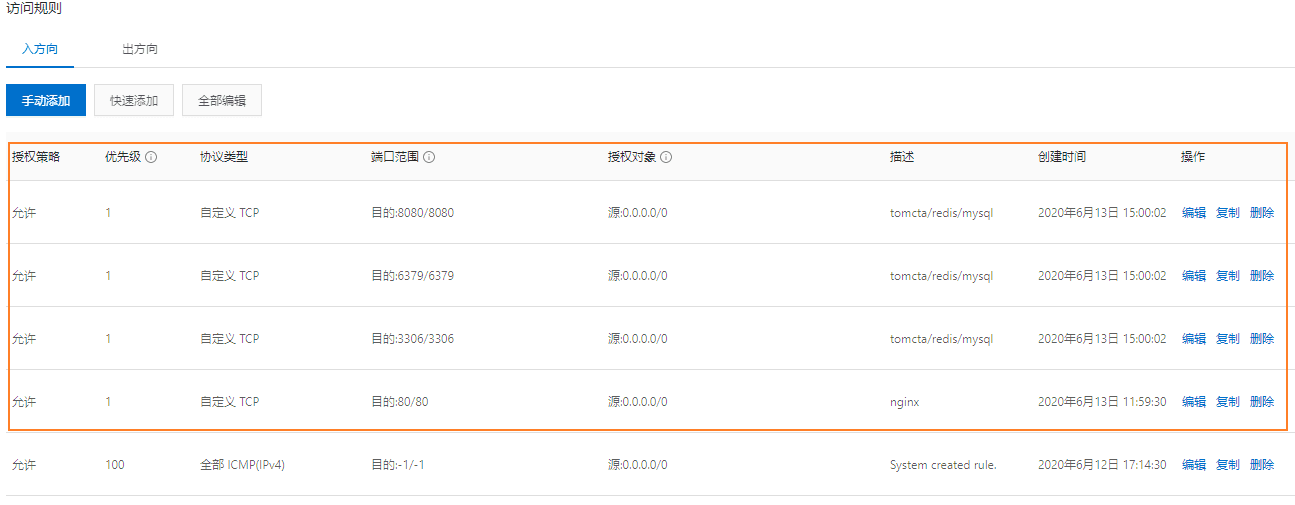 访问规则
入方向 出方向
手动添加 快速添加 全部编辑
授权策略 优先级 协议类型 端口范围 授权对象 描述 创建时间 操作
允许 1 自定义 TCP 目的:8080/8080 源:0.0.0.0/0 tomcta/redis/mysql 2020年6月13日 15:00:02 编辑 复制 删除
允许 1 自定义 TCP 目的:6379/6379 源:0.0.0.0/0 tomcta/redis/mysql 2020年6月13日 15:00:02 编辑 复制 删除
允许 1 自定义 TCP 目的:3306/3306 源:0.0.0.0/0 tomcta/redis/mysql 2020年6月13日 15:00:02 编辑 复制 删除
允许 1 自定义 TCP 目的:80/80 源:0.0.0.0/0 nginx 2020年6月13日 11:59:30 编辑 复制 删除
允许 100 全部 ICMP(IPv4) 目的:-1/-1 源:0.0.0.0/0 System created rule. 2020年6月12日 17:14:30 编辑 复制 删除